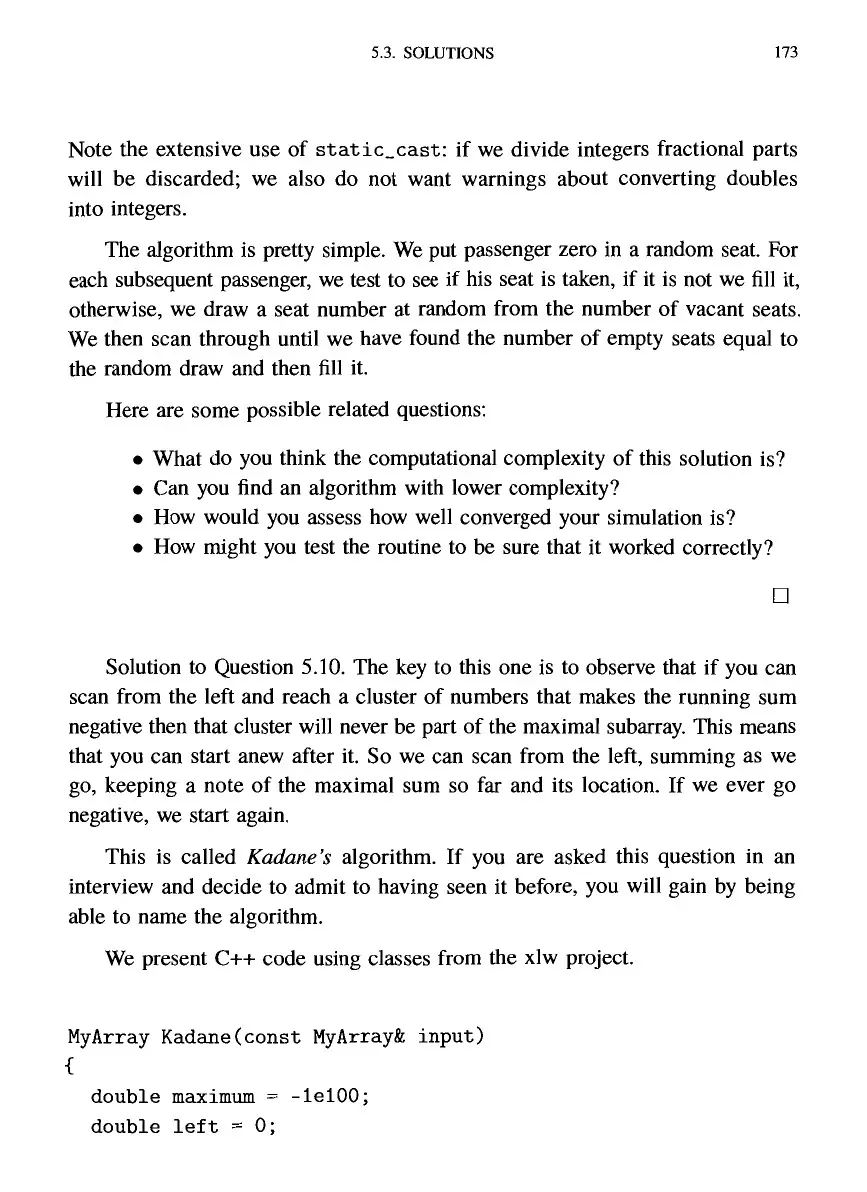 5.3. SOLUTIONS 173
Note the extensive use of static_cast: if we divide integers fractional parts
will be discarded; we also do not want warnings about converting doubles
into integers.
The algorithm is pretty simple. We put passenger zero in a random seat. For
each subsequent passenger, we test to see if his seat is taken, if it is not we fill it,
otherwise, we draw a seat number at random from the number of vacant seats.
We then scan through until we have found the number of empty seats equal to
the random draw and then fill it.
Here are some possible related questions:
• What do you think the computational complexity of this solution is?
• Can you find an algorithm with lower complexity?
• How would you assess how well converged your simulation is?
• How might you test the routine to be sure that it worked correctly?
□
Solution to Question 5.10. The key to this one is to observe that if you can
scan from the left and reach a cluster of numbers that makes the running sum
negative then that cluster will never be part of the maximal subarray. This means
that you can start anew after it. So we can scan from the left, summing as we
go, keeping a note of the maximal sum so far and its location. If we ever go
negative, we start again.
This is called Kadane's algorithm. If you are asked this question in an
interview and decide to admit to having seen it before, you will gain by being
able to name the algorithm.
We present C++ code using classes from the xlw project.
MyArray Kadane(const MyArray& input)
{
double maximum = -1e100;
double left = 0;